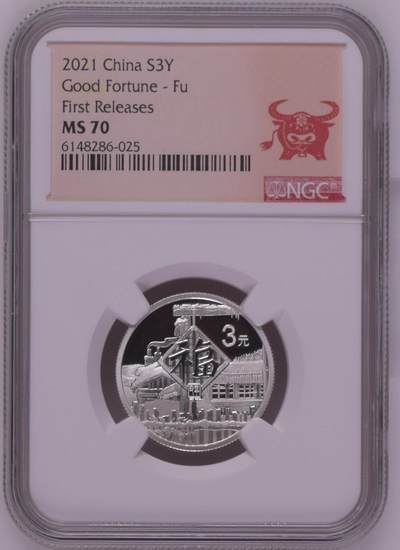 2021 China S3Y
Good Fortune - Fu
First Releases
MS 70
6148286-025
NGC
3元
福